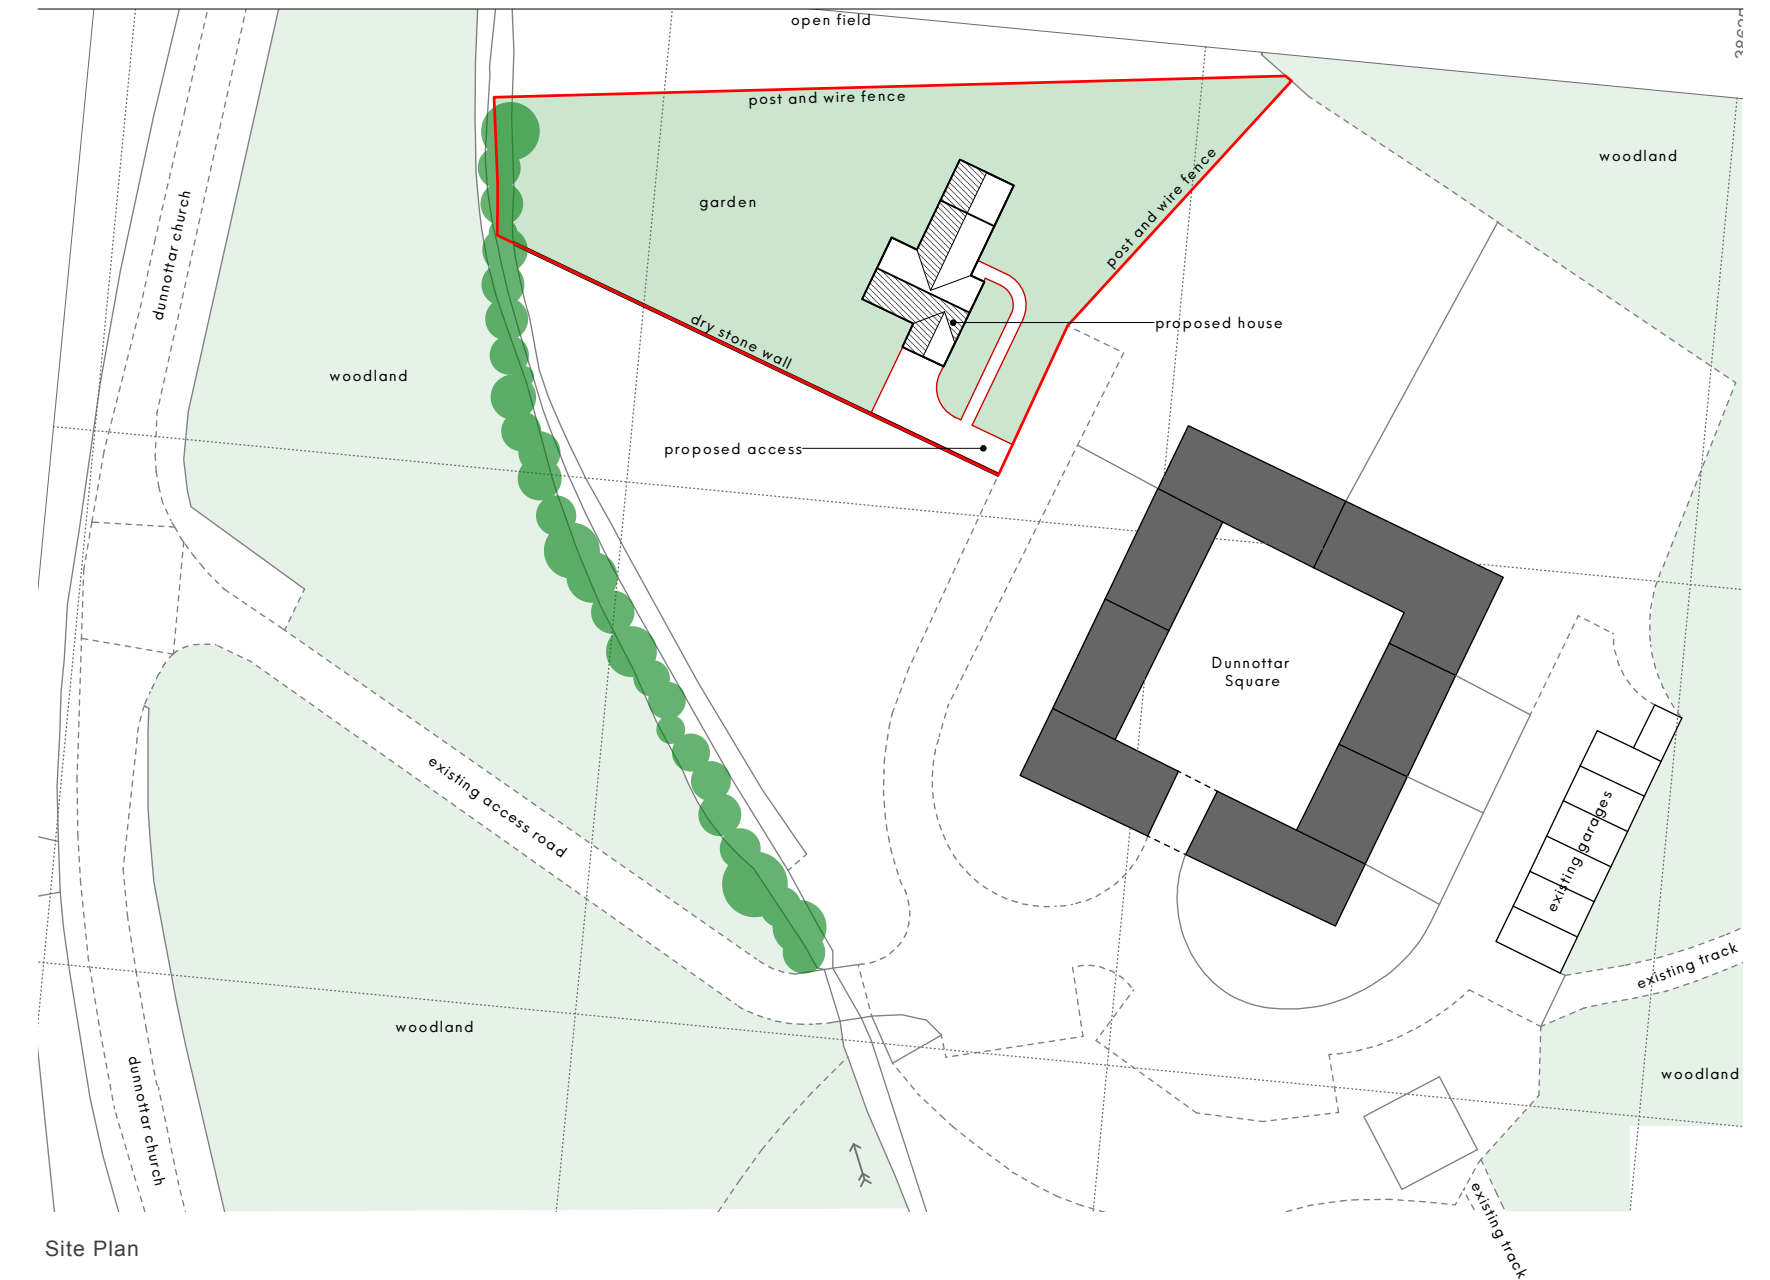 open field
post and wire fence
woodland
dunnottar church
garden
post and wire fence
proposed house
dry stone wall
woodland
proposed access
Dunnottar
Square
existing access road
existing garages
existing track
woodland
woodland
dunnottar church
existing track
Site Plan